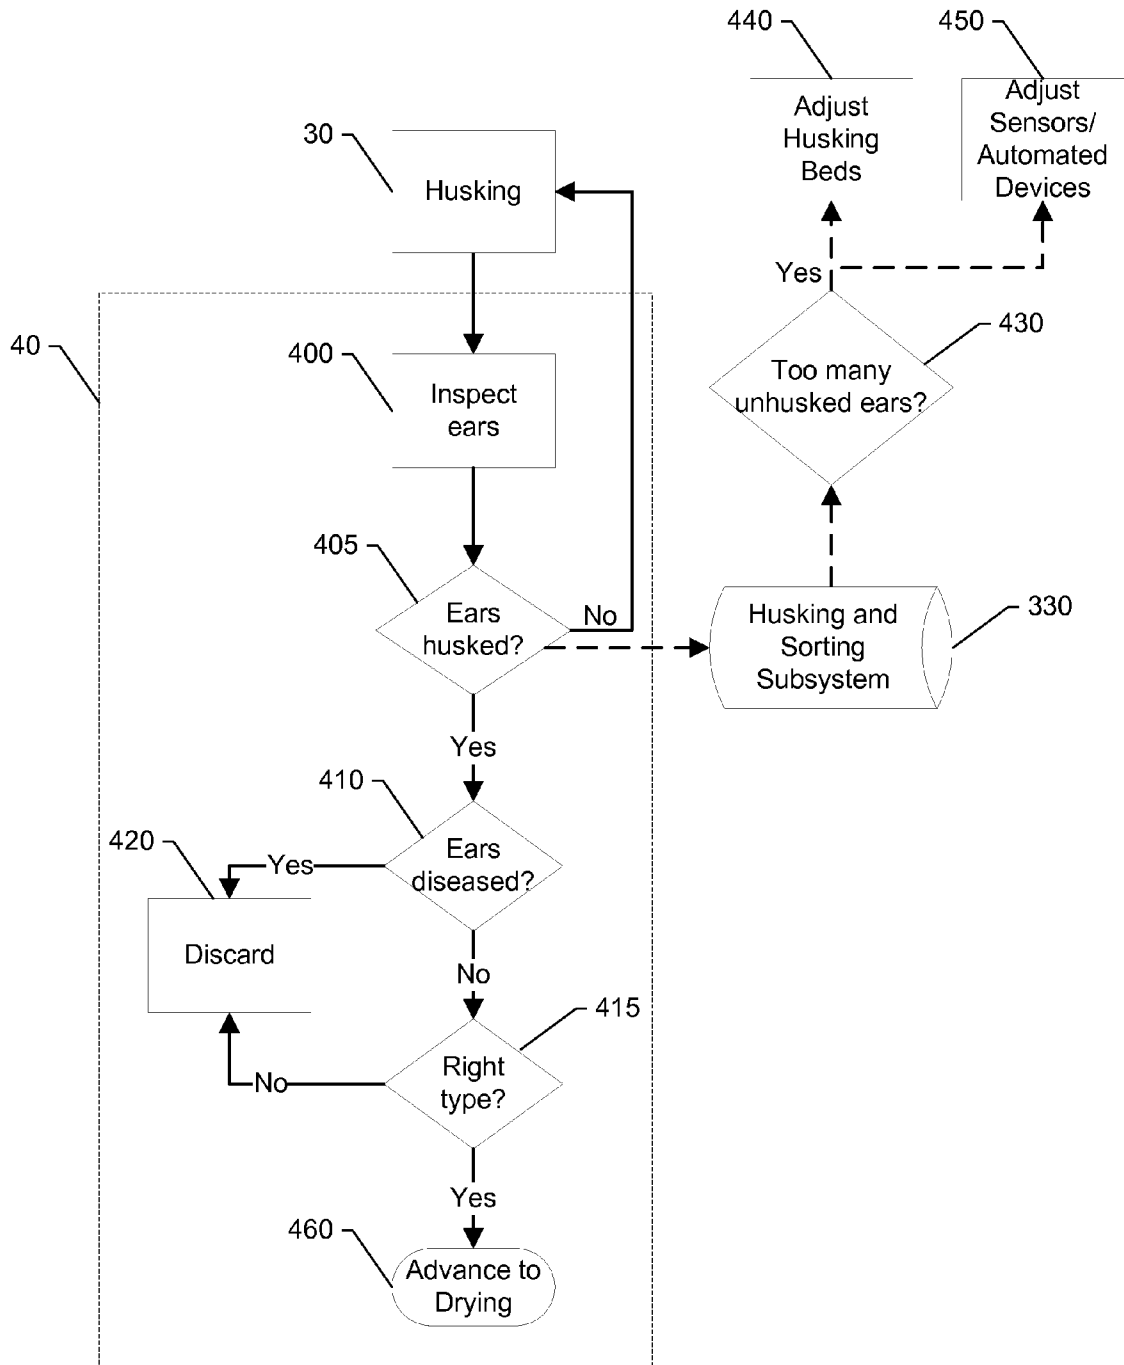 440
450
Adjust
Husking
Beds
Adjust
Sensors/
Automated
Devices
30
Husking
Yes
430
Too many
unhusked ears?
40
400
Inspect
ears
405
Ears
husked?
No
Husking and
Sorting
Subsystem
330
Yes
410
Ears
diseased?
Yes
420
Discard
No
415
Right
type?
No
Yes
460
Advance to
Drying